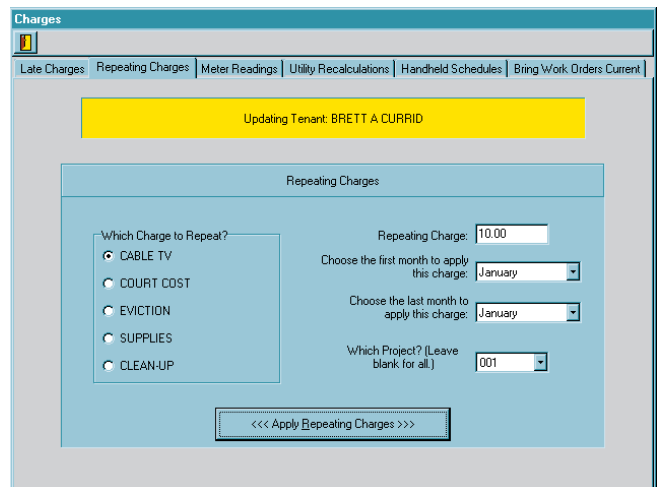 Charges
Late Charges Repeating Charges Meter Readings Utility Recalculations Handheld Schedules Bring Work Orders Current
Updating Tenant: BRETT A CURRID
Repeating Charges
Which Charge to Repeat?
CABLE TV
COURT COST
EVICTION
SUPPLIES
CLEAN-UP
Repeating Charge: 10.00
Choose the first month to apply
this charge: January
Choose the last month to
apply this charge: January
Which Project? (Leave
blank for all.) 001
<<< Apply Repeating Charges >>>